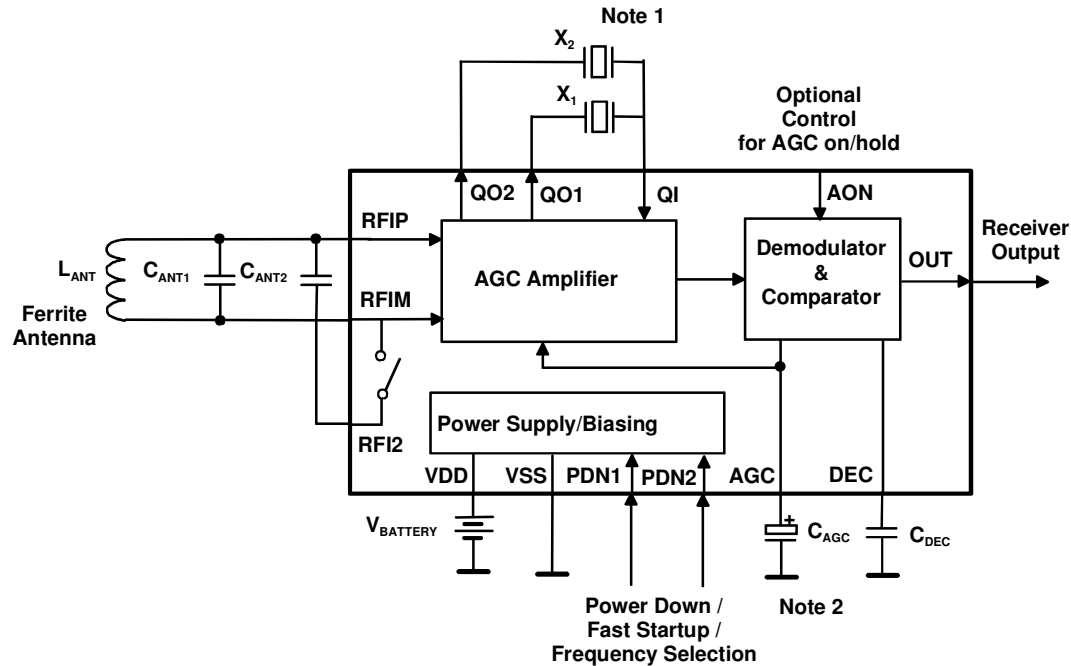 Note 1
X2
X1
Optional
Control
for AGC on/hold
QO2
QO1
QI
AON
RFIP
RFIM
RFI2
LANT
CANT1
CANT2
Ferrite
Antenna
AGC Amplifier
Demodulator
&
Comparator
OUT
Receiver
Output
Power Supply/Biasing
VDD
VSS
PDN1
PDN2
AGC
DEC
VBATTERY
+
CAGC
CDEC
Power Down /
Fast Startup /
Frequency Selection
Note 2